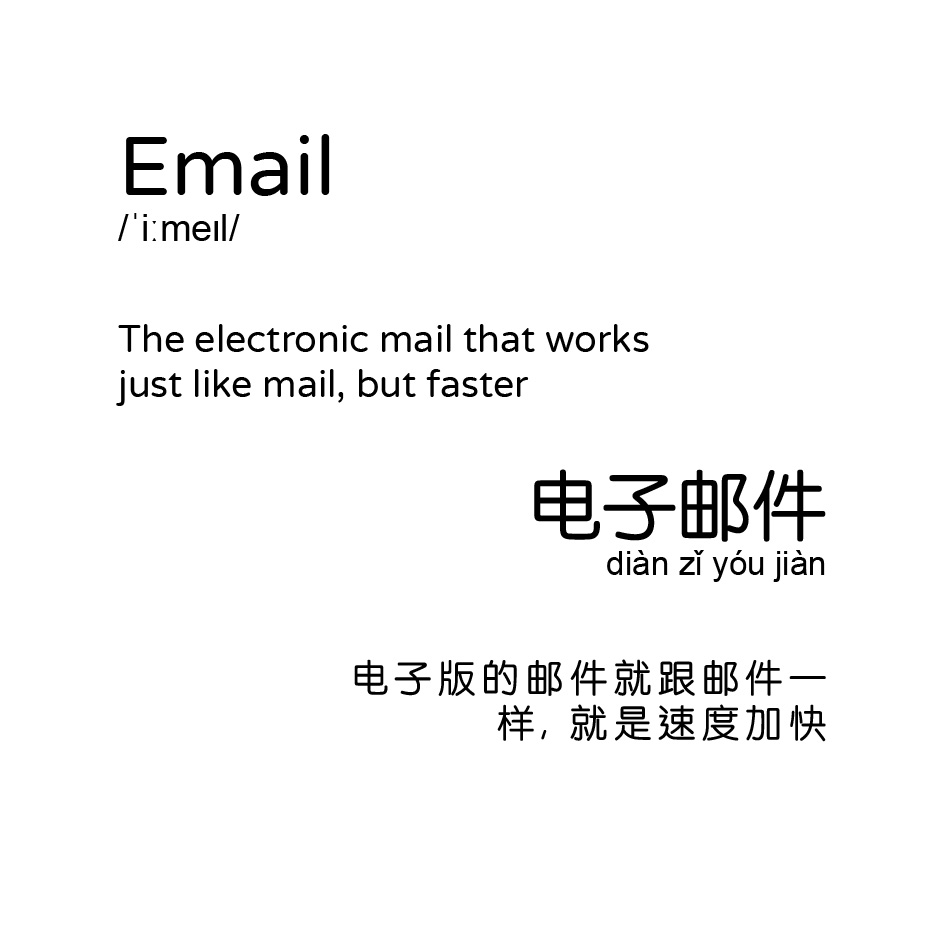 Email
/ˈiːmeɪl/
The electronic mail that works
just like mail, but faster
电子邮件
diàn zǐ yóu jiàn
电子版的邮件就跟邮件一
样, 就是速度加快